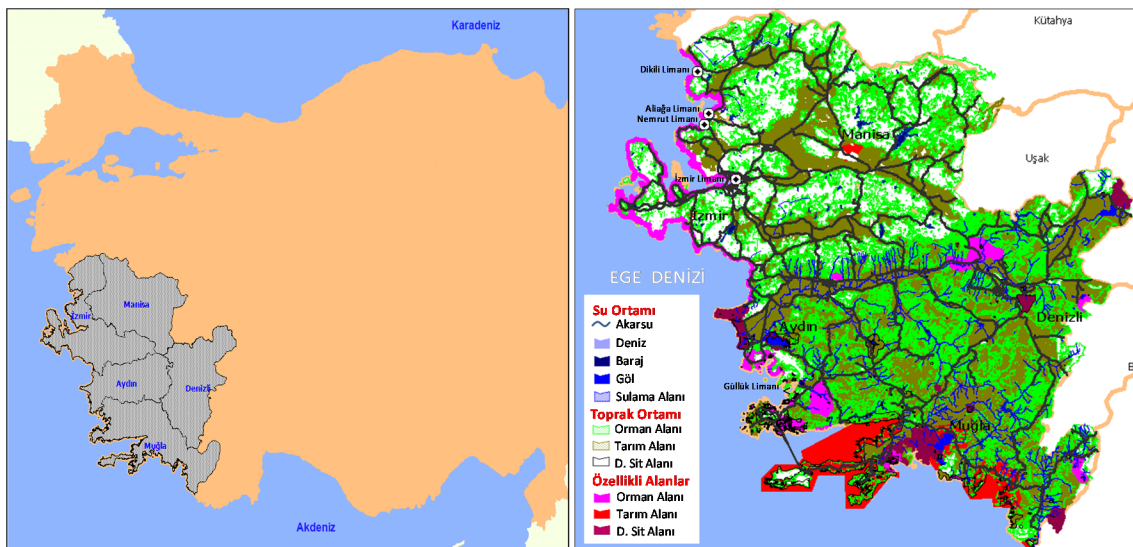 Karadeniz
Manisa
İzmir
Aydın
Denizli
Muğla
Akdeniz
Kütahya
Dikili Limanı
Aliağa Limanı
Nemrut Limanı
Manisa
Uşak
İzmir Limanı
İzmir
EGE DENİZİ
Denizli
Aydın
Güllük Limanı
Muğla
B
Su Ortamı
Akarsu
Deniz
Baraj
Göl
Sulama Alanı
Toprak Ortamı
Orman Alanı
Tarım Alanı
D. Sit Alanı
Özellikli Alanlar
Orman Alanı
Tarım Alanı
D. Sit Alanı